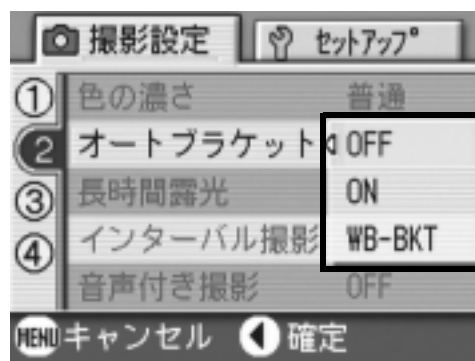 撮影設定 セットアップ
1 色の濃さ 普通
2 オートブラケット OFF
3 長時間露光 ON
4 インターバル撮影 WB-BKT
音声付き撮影 OFF
MENU キャンセル 確定